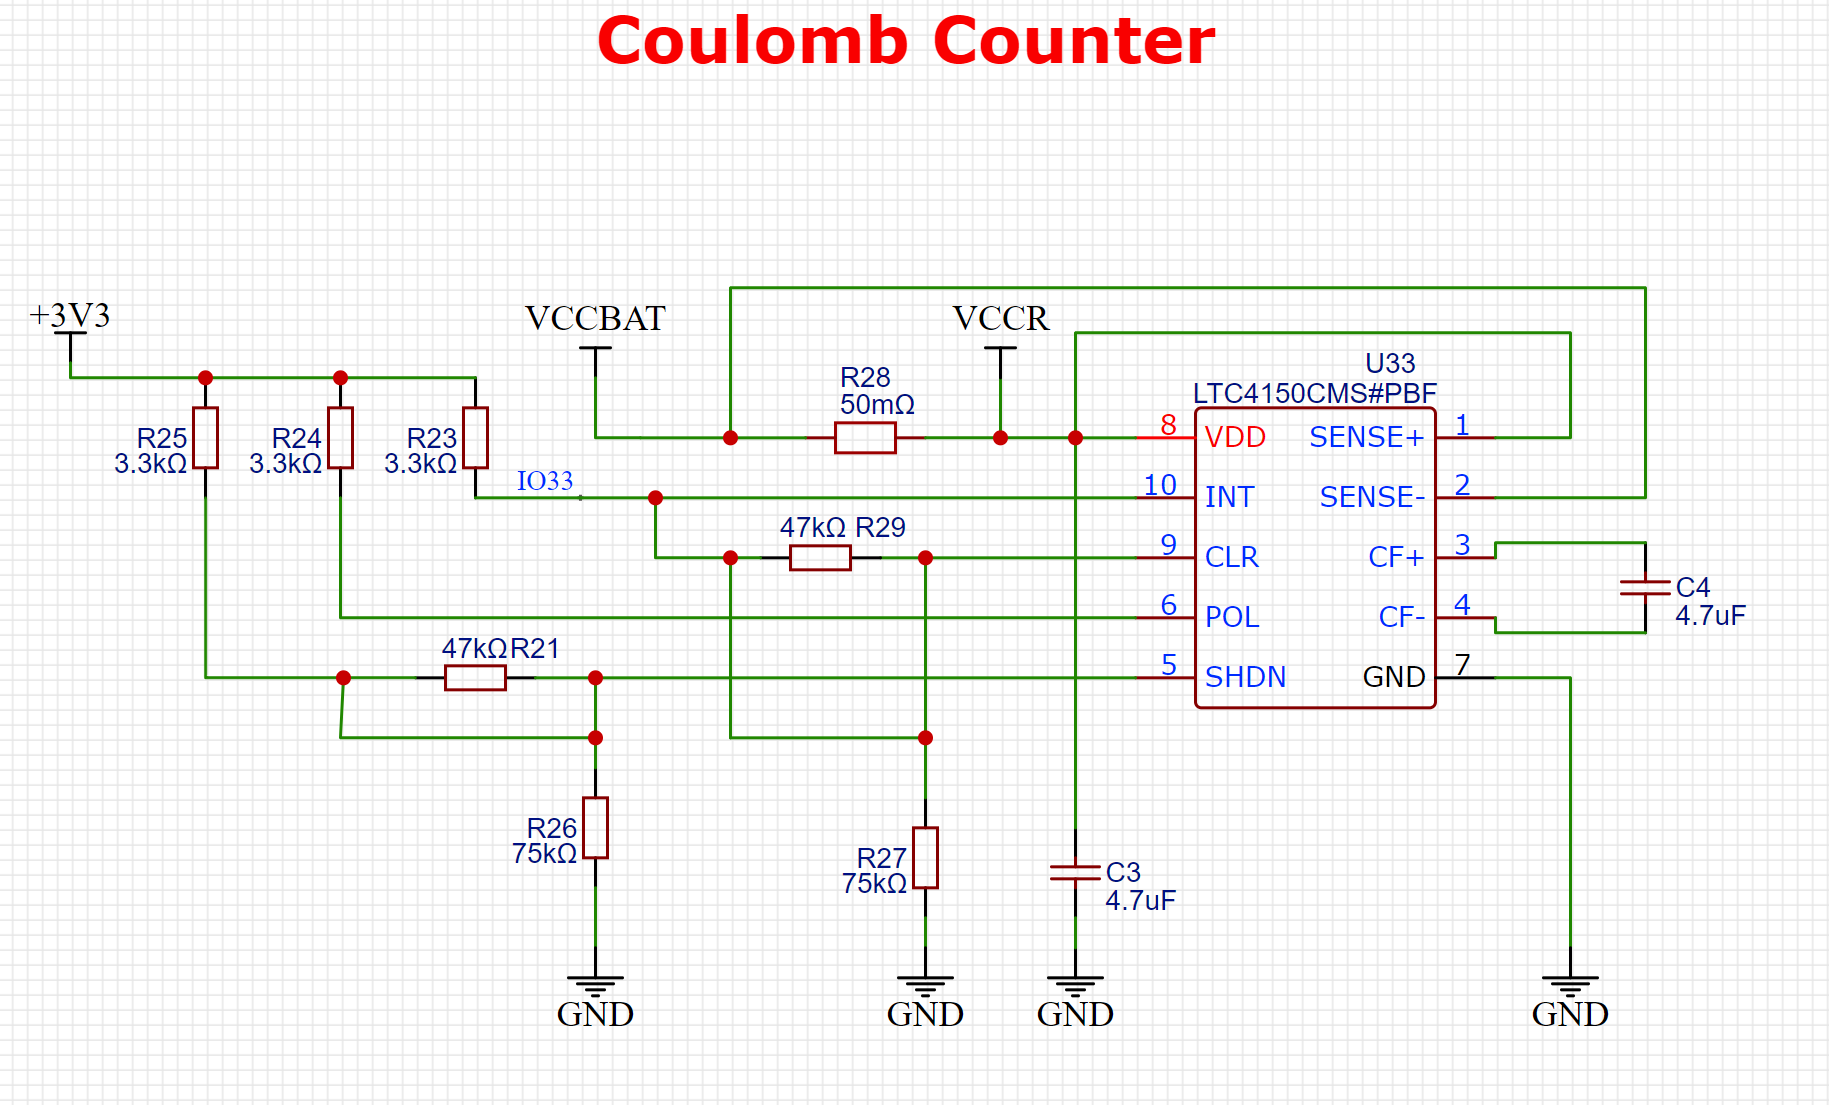 Coulomb Counter
+3V3
VCCBAT
VCCR
U33
LTC4150CMS#PBF
R28
50mΩ
R25
3.3kΩ
R24
3.3kΩ
R23
3.3kΩ
IO33
8
VDD
SENSE+
1
10
INT
SENSE-
2
47kΩ R29
9
CLR
CF+
3
C4
4.7uF
6
POL
CF-
4
47kΩ R21
5
SHDN
GND
7
R26
75kΩ
R27
75kΩ
C3
4.7uF
GND
GND
GND
GND